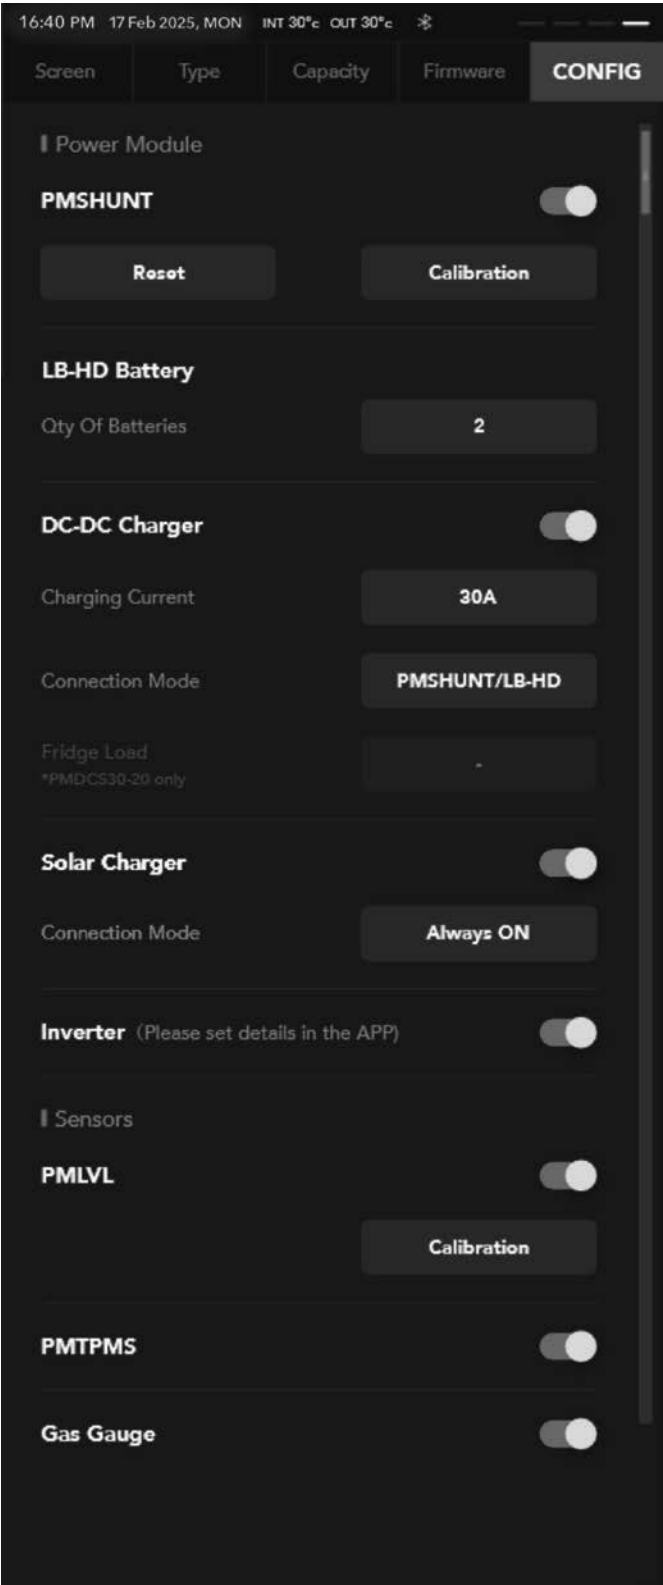 16:40 PM 17 Feb 2025, MON INT 30°c OUT 30°c
Screen Type Capacity Firmware CONFIG
Power Module
PMSHUNT
Reset Calibration
LB-HD Battery
Qty Of Batteries 2
DC-DC Charger
Charging Current 30A
Connection Mode PMSHUNT/LB-HD
Fridge Load -
*PMDCS30-20 only
Solar Charger
Connection Mode Always ON
Inverter (Please set details in the APP)
Sensors
PMLVL
Calibration
PMTPMS
Gas Gauge